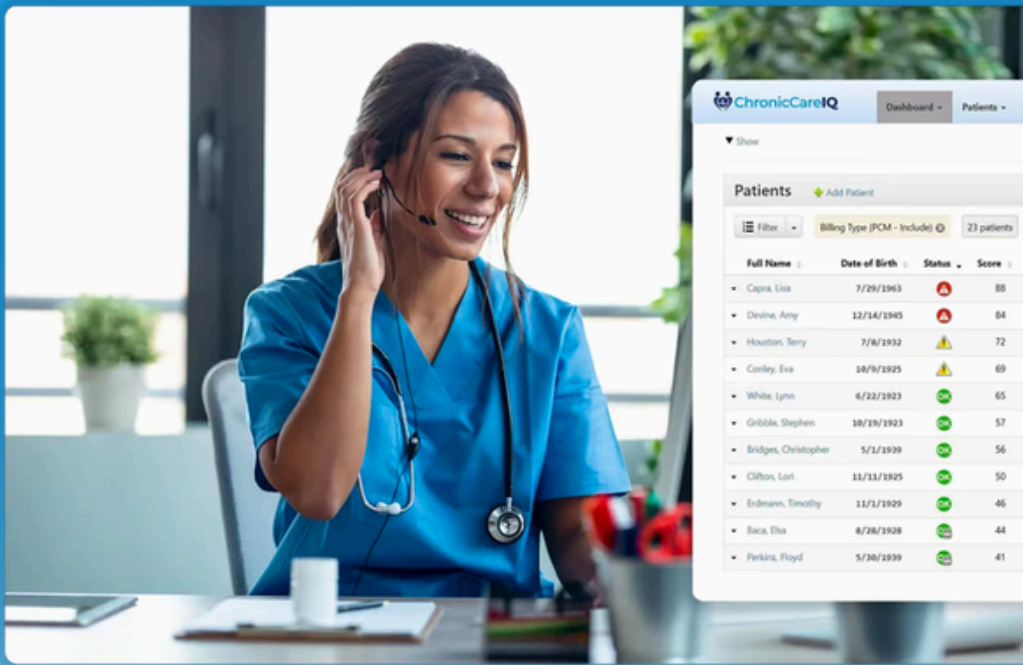 ChronicCareIQ
Dashboard Patients
Show
Patients Add Patient
Filter Billing Type (PCM - Include) 23 patients
Full Name Date of Birth Status Score
Capra, Lisa 7/29/1963 88
Devine, Amy 12/14/1945 84
Houston, Terry 7/8/1932 72
Conley, Eva 10/9/1925 69
White, Lynn 6/22/1923 OK 65
Gribble, Stephen 10/19/1923 OK 57
Bridges, Christopher 5/1/1939 OK 56
Clifton, Lori 11/11/1925 OK 50
Erdmann, Timothy 11/1/1929 OK 46
Baca, Elsa 8/28/1928 OK 44
Perkins, Floyd 5/30/1939 OK 41